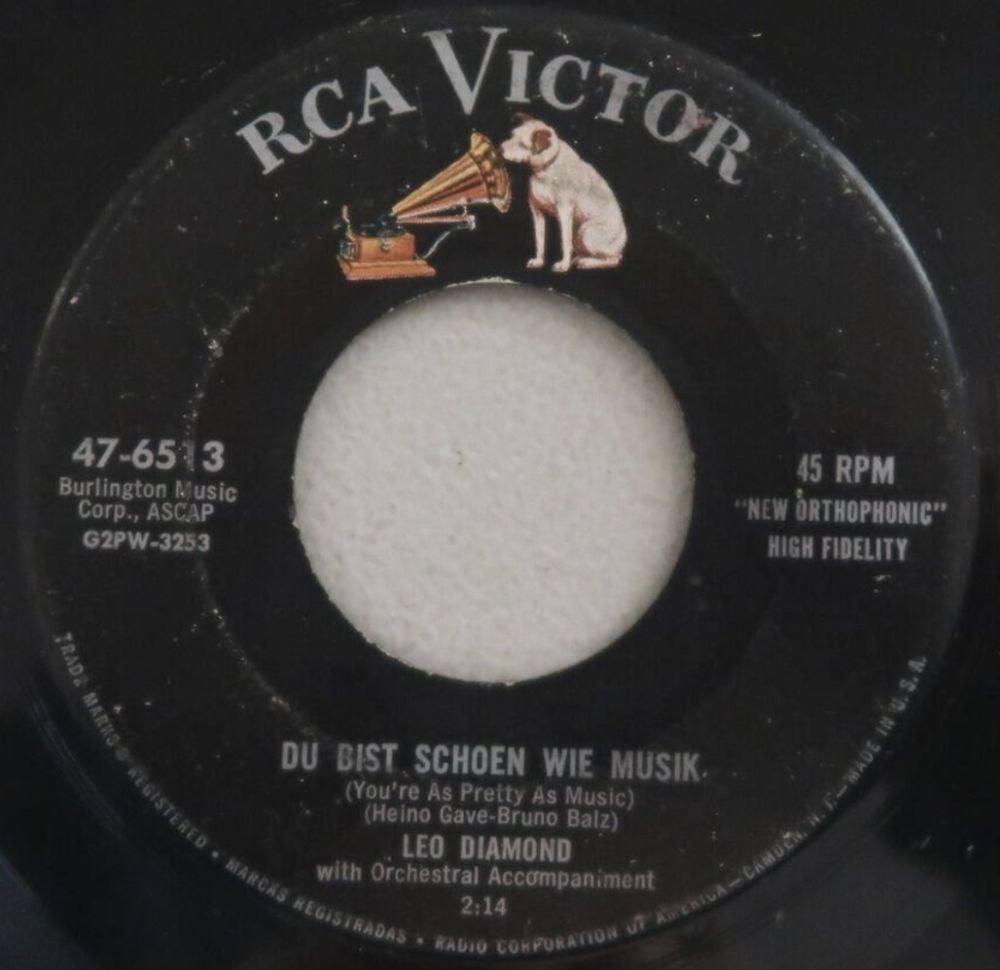 RCA VICTOR
47-6513
Burlington Music
Corp., ASCAP
G2PW-3253
45 RPM
"NEW ORTHOPHONIC"
HIGH FIDELITY
DU BIST SCHOEN WIE MUSIK
(You're As Pretty As Music)
(Heino Gave-Bruno Balz)
LEO DIAMOND
with Orchestral Accompaniment
2:14
TRADE MARKS ® REGISTERED • MARCAS REGISTRADAS • RADIO CORPORATION OF AMERICA—CAMDEN, N. J.—MADE IN U. S. A.